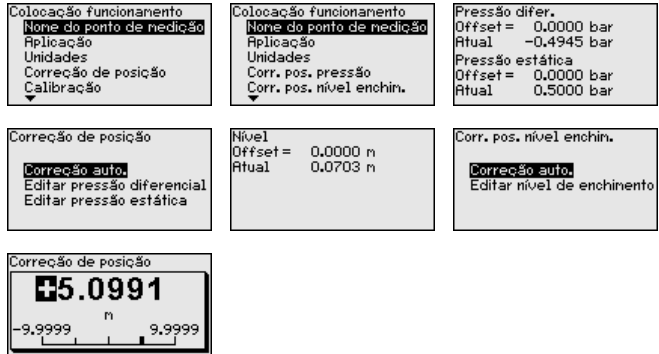 Colocação funcionamento
Nome do ponto de medição
Aplicação
Unidades
Correção de posição
Calibração
Colocação funcionamento
Nome do ponto de medição
Aplicação
Unidades
Corr. pos. pressão
Corr. pos. nível enchim.
Pressão difer.
Offset = 0.0000 bar
Atual -0.4945 bar
Pressão estática
Offset = 0.0000 bar
Atual 0.5000 bar
Correção de posição
Correção auto.
Editar pressão diferencial
Editar pressão estática
Nível
Offset = 0.0000 m
Atual 0.0703 m
Corr. pos. nível enchim.
Correção auto.
Editar nível de enchimento
Correção de posição
+5.0991
m
-9.9999 9.9999